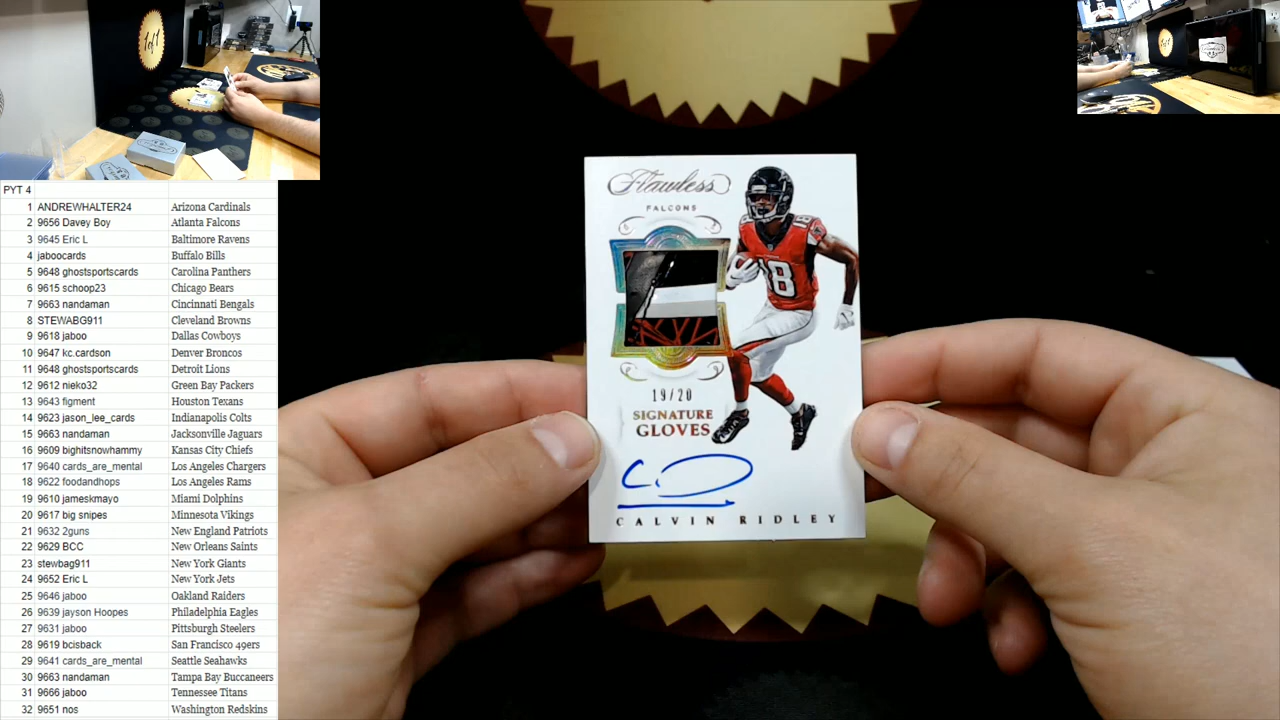 1 of 1
PYT 4
1 ANDREWHALTER24 Arizona Cardinals
2 9656 Davey Boy Atlanta Falcons
3 9645 Eric L Baltimore Ravens
4 jaboocards Buffalo Bills
5 9648 ghostsportscards Carolina Panthers
6 9615 schoop23 Chicago Bears
7 9663 nandaman Cincinnati Bengals
8 STEWABG911 Cleveland Browns
9 9618 jaboo Dallas Cowboys
10 9647 kc.cardson Denver Broncos
11 9648 ghostsportscards Detroit Lions
12 9612 nieko32 Green Bay Packers
13 9643 figment Houston Texans
14 9623 jason_lee_cards Indianapolis Colts
15 9663 nandaman Jacksonville Jaguars
16 9609 bighitsnowhammy Kansas City Chiefs
17 9640 cards_are_mental Los Angeles Chargers
18 9622 foodandhops Los Angeles Rams
19 9610 jameskmayo Miami Dolphins
20 9617 big snipes Minnesota Vikings
21 9632 2guns New England Patriots
22 9629 BCC New Orleans Saints
23 stewbag911 New York Giants
24 9652 Eric L New York Jets
25 9646 jaboo Oakland Raiders
26 9639 jayson Hoopes Philadelphia Eagles
27 9631 jaboo Pittsburgh Steelers
28 9619 bcisback San Francisco 49ers
29 9641 cards_are_mental Seattle Seahawks
30 9663 nandaman Tampa Bay Buccaneers
31 9666 jaboo Tennessee Titans
32 9651 nos Washington Redskins
Flawless
FALCONS
18
18
19/20
SIGNATURE
GLOVES
CALVIN RIDLEY